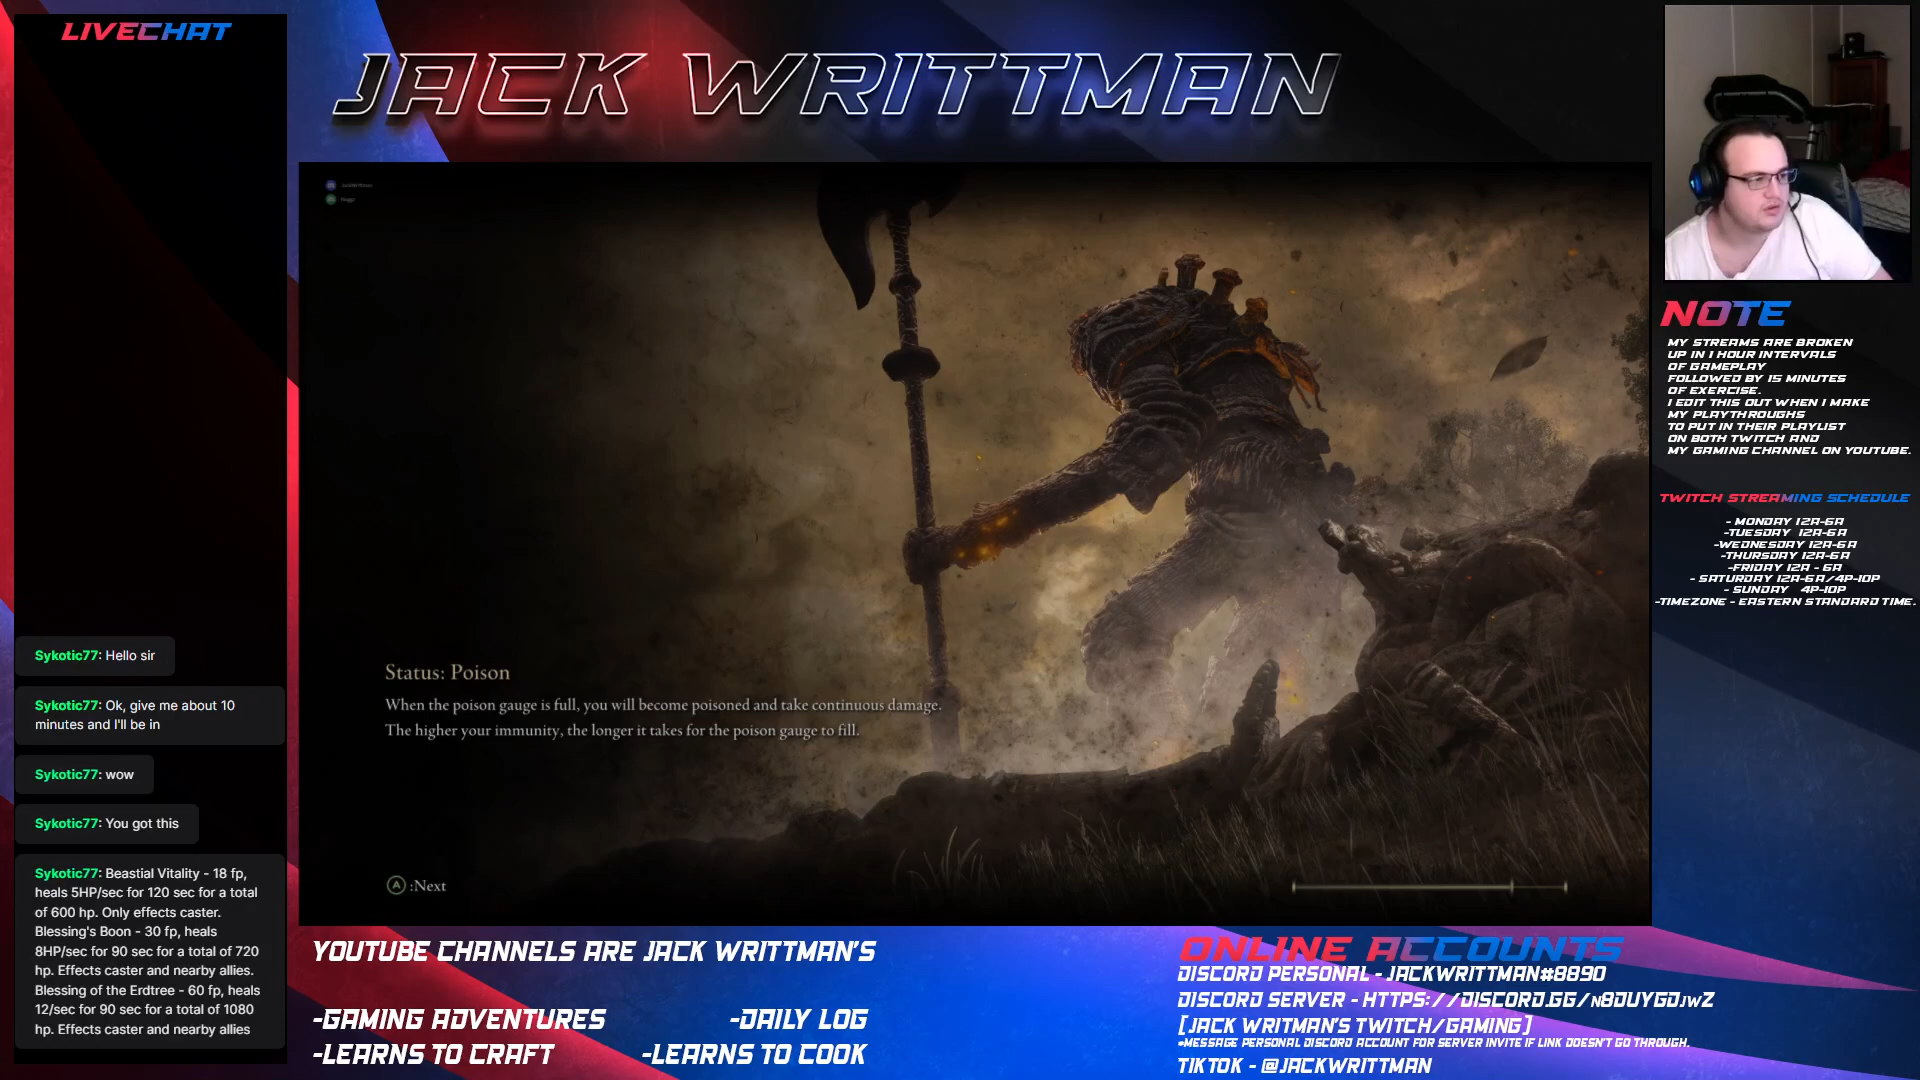 LIVECHAT
JACK WRITTMAN
Sykotic77: Hello sir
Sykotic77: Ok, give me about 10
minutes and I'll be in
Sykotic77: wow
Sykotic77: You got this
Sykotic77: Beastial Vitality - 18 fp,
heals 5HP/sec for 120 sec for a total
of 600 hp. Only effects caster.
Blessing's Boon - 30 fp, heals
8HP/sec for 90 sec for a total of 720
hp. Effects caster and nearby allies.
Blessing of the Erdtree - 60 fp, heals
12/sec for 90 sec for a total of 1080
hp. Effects caster and nearby allies
Status: Poison
When the poison gauge is full, you will become poisoned and take continuous damage.
The higher your immunity, the longer it takes for the poison gauge to fill.
A :Next
NOTE
MY STREAMS ARE BROKEN
UP IN 1 HOUR INTERVALS
OF GAMEPLAY
FOLLOWED BY 15 MINUTES
OF EXERCISE.
I EDIT THIS OUT WHEN I MAKE
MY PLAYTHROUGHS
TO PUT IN THEIR PLAYLIST
ON BOTH TWITCH AND
MY GAMING CHANNEL ON YOUTUBE.
TWITCH STREAMING SCHEDULE
- MONDAY 12A-6A
-TUESDAY 12A-6A
-WEDNESDAY 12A-6A
-THURSDAY 12A-6A
-FRIDAY 12A - 6A
- SATURDAY 12A-6A/4P-10P
- SUNDAY 4P-10P
-TIMEZONE - EASTERN STANDARD TIME.
YOUTUBE CHANNELS ARE JACK WRITTMAN'S
-GAMING ADVENTURES -DAILY LOG
-LEARNS TO CRAFT -LEARNS TO COOK
ONLINE ACCOUNTS
DISCORD PERSONAL - JACKWRITTMAN#8890
DISCORD SERVER - HTTPS://DISCORD.GG/N8DUYGDJWZ
[JACK WRITMAN'S TWITCH/GAMING]
*MESSAGE PERSONAL DISCORD ACCOUNT FOR SERVER INVITE IF LINK DOESN'T GO THROUGH.
TIKTOK - @JACKWRITTMAN